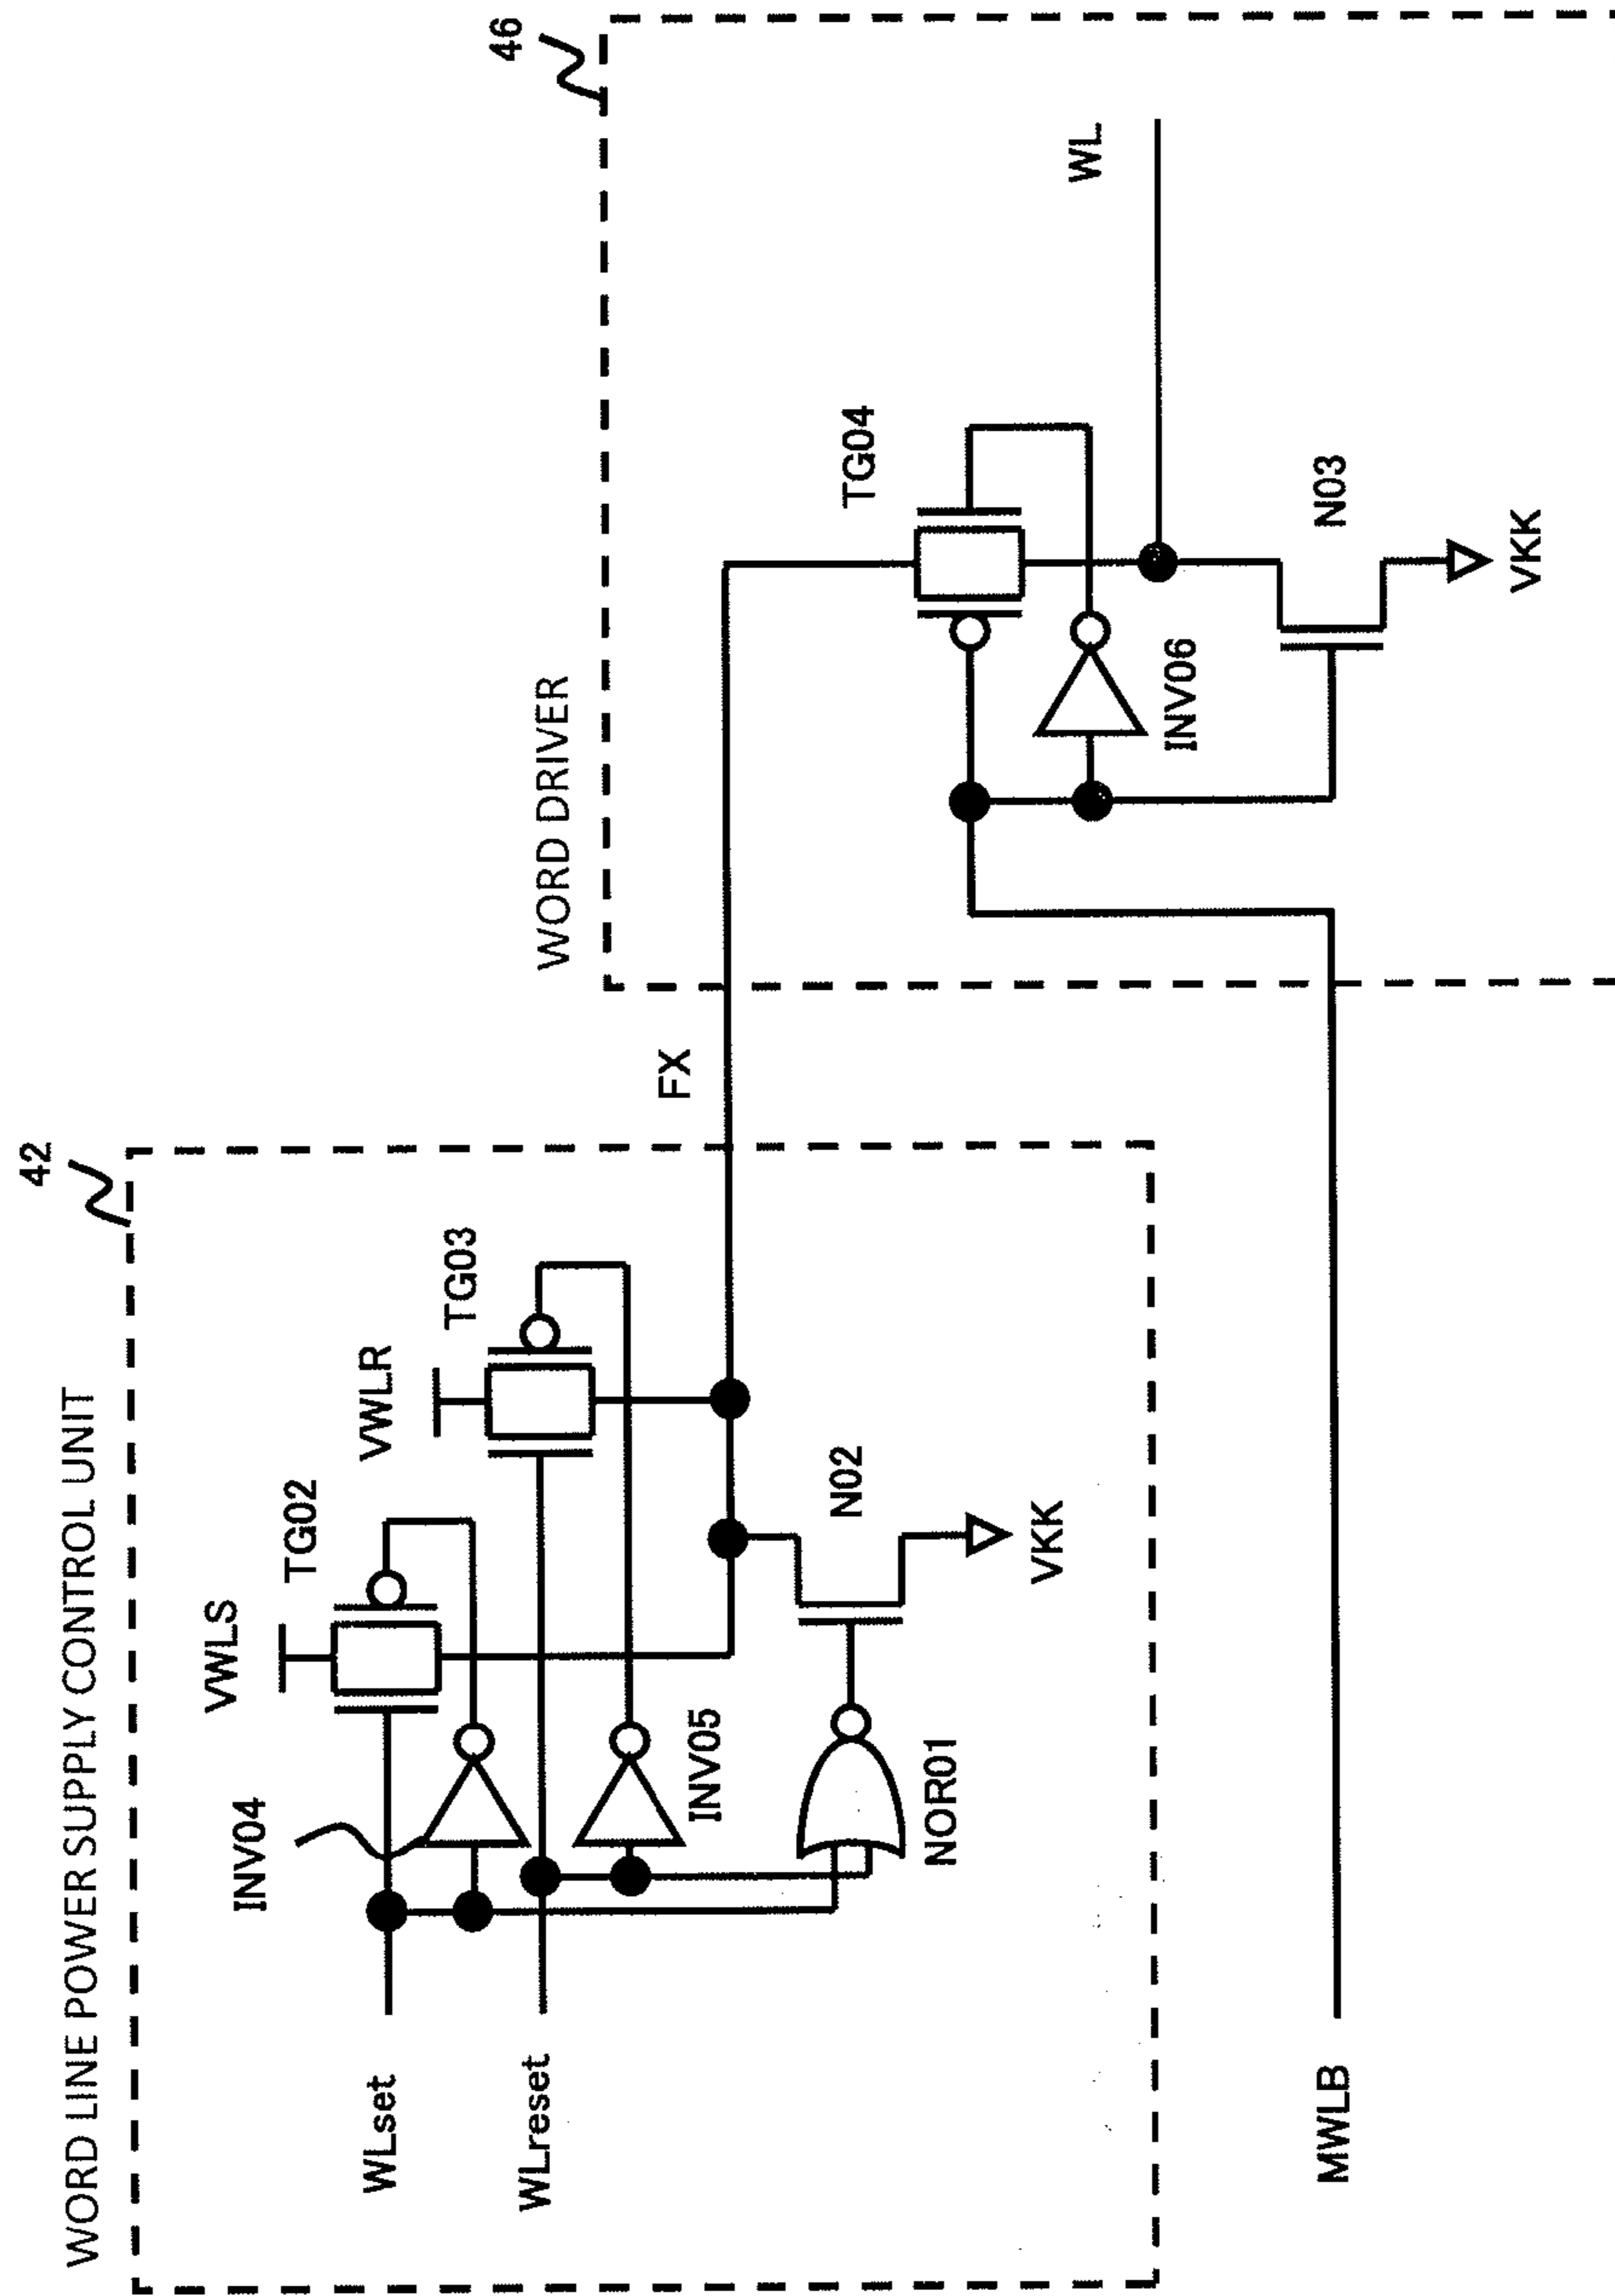 WORD LINE POWER SUPPLY CONTROL UNIT
42
WLset
WLreset
INV04
VWLS
TG02
VWLR
TG03
INV05
NOR01
N02
VKK
FX
MWLB
WORD DRIVER
46
TG04
INV06
WL
N03
VKK